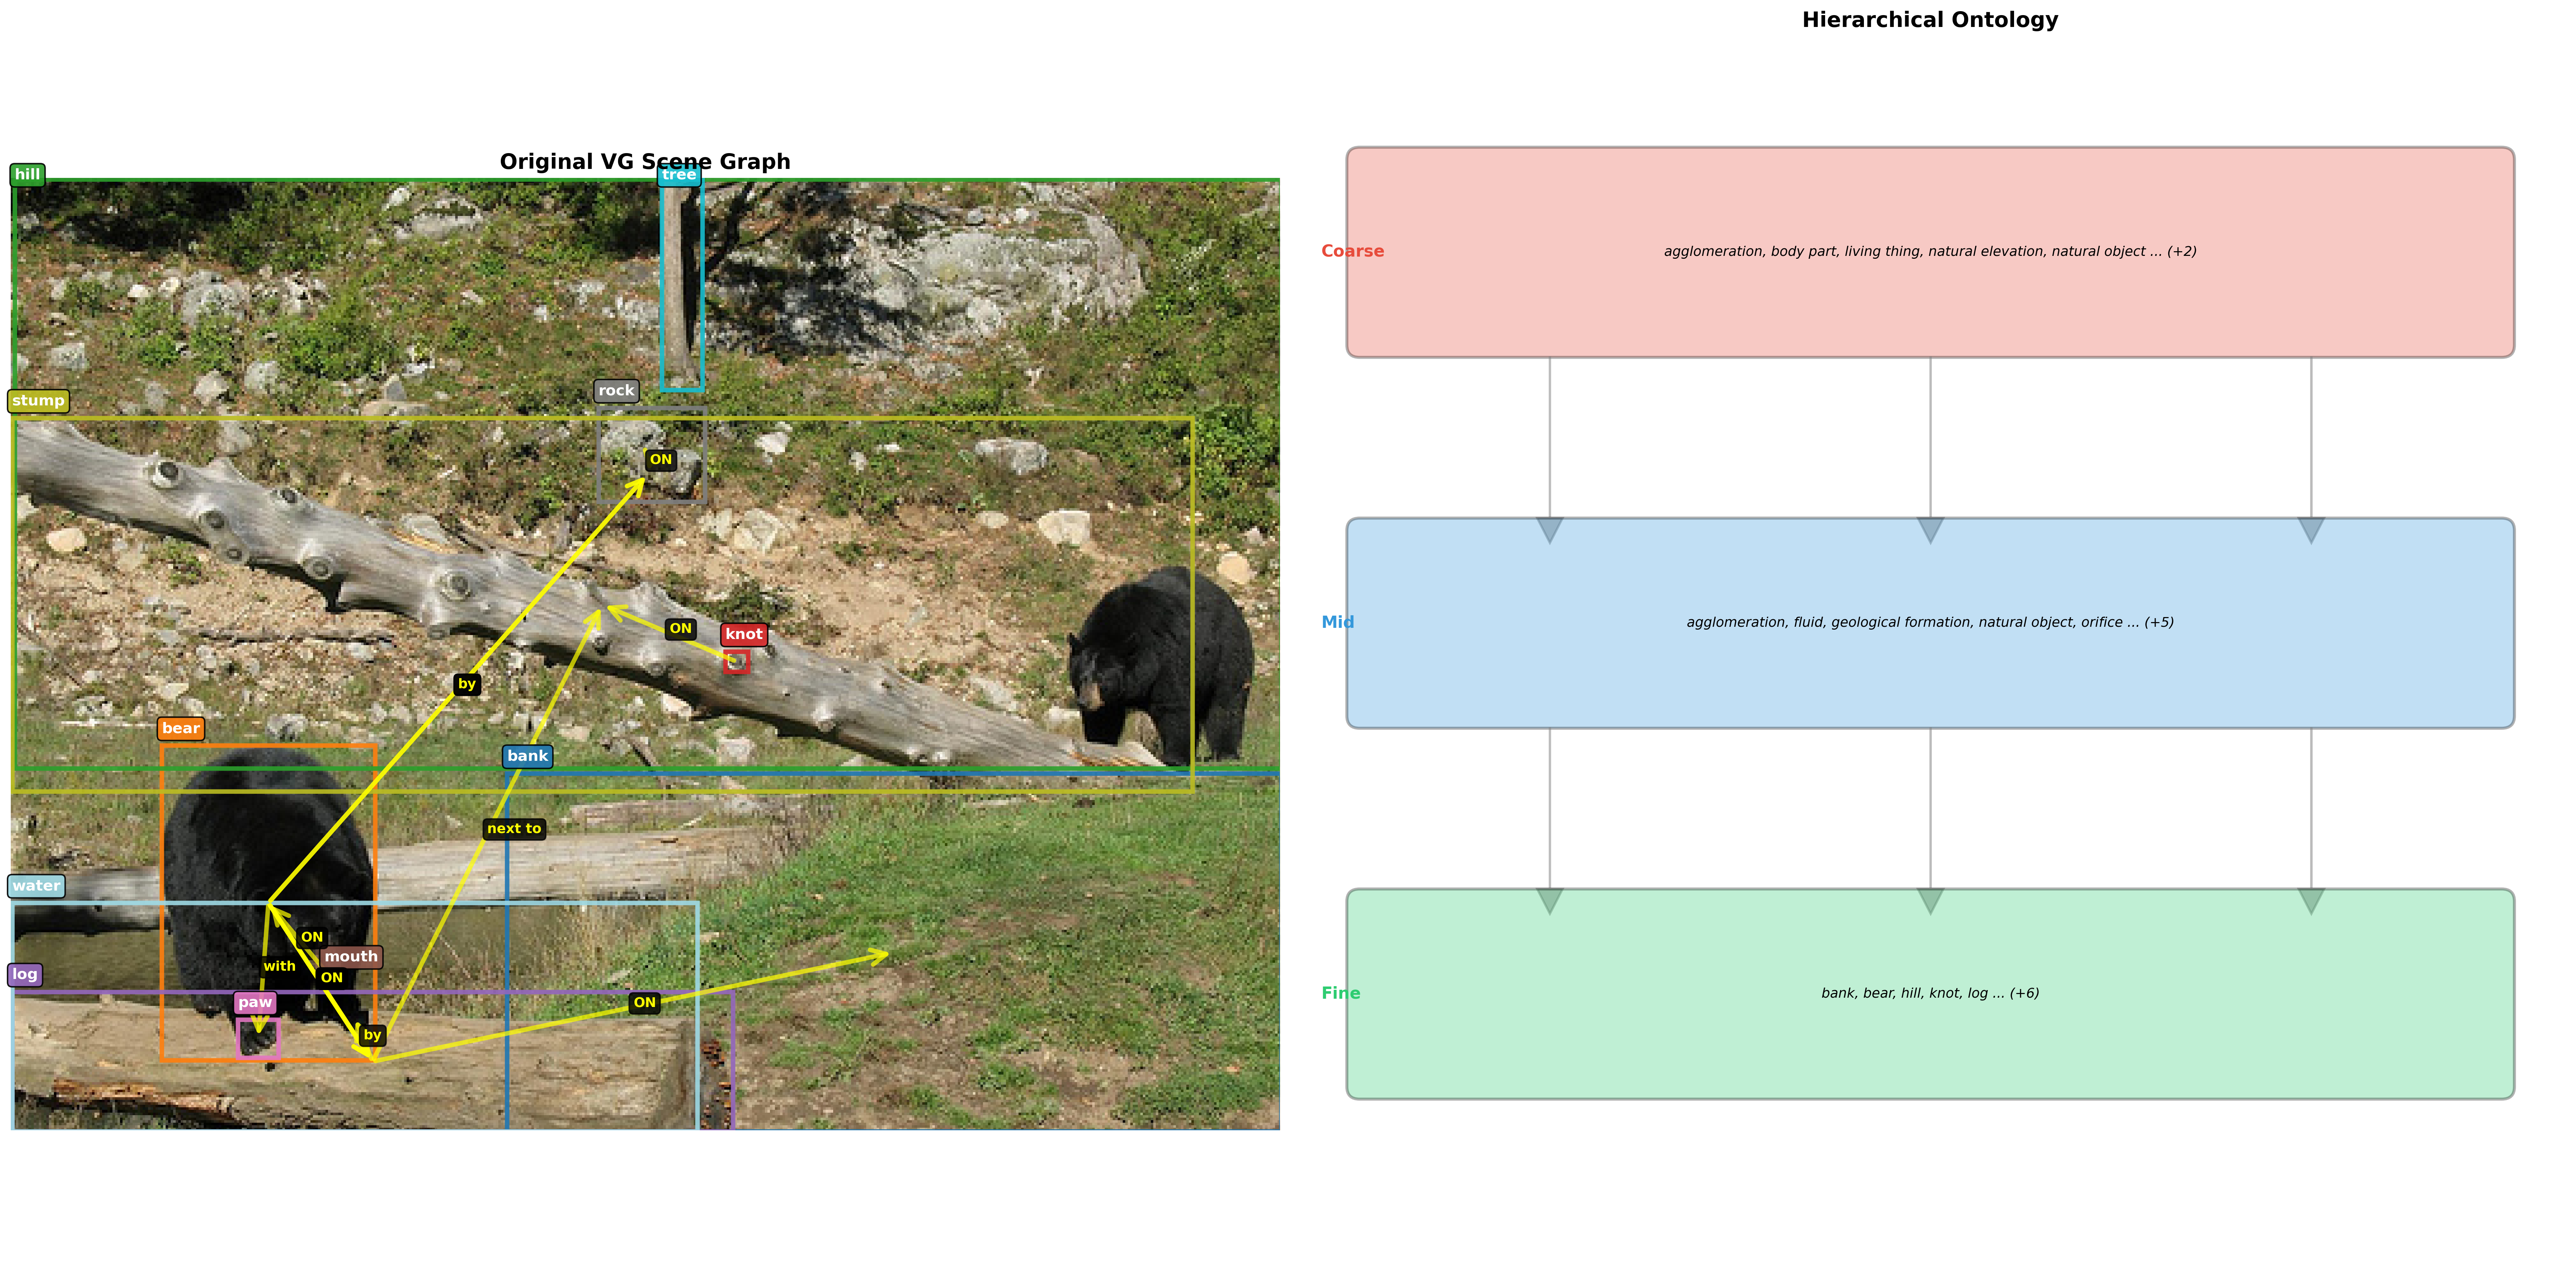 Hierarchical Ontology
Original VG Scene Graph
hill
tree
Coarse
agglomeration, body part, living thing, natural elevation, natural object ... (+2)
rock
stump
ON
Mid
agglomeration, fluid, geological formation, natural object, orifice ... (+5)
ON
knot
by
bear
bank
next to
water
ON
mouth
with
ON
log
paw
ON
by
Fine
bank, bear, hill, knot, log ... (+6)